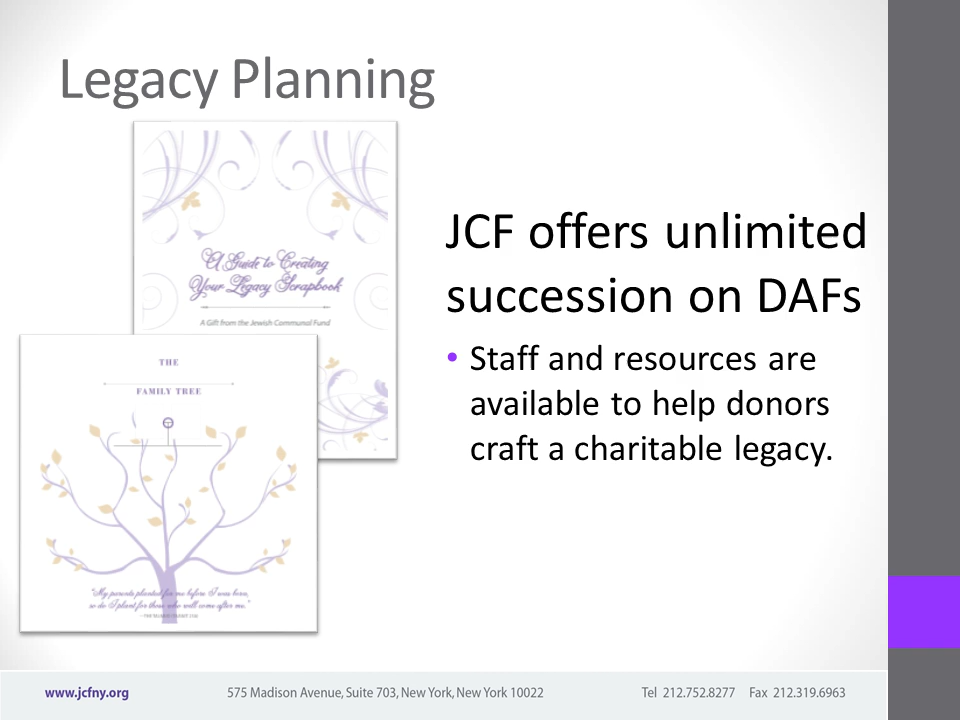 Legacy Planning
A Guide to Creating
Your Legacy Scrapbook
A Gift from the Jewish Communal Fund
THE
FAMILY TREE
"My parents planted for me before I was born,
so do I plant for those who will come after me."
JCF offers unlimited
succession on DAFs
• Staff and resources are
available to help donors
craft a charitable legacy.
www.jcfny.org 575 Madison Avenue, Suite 703, New York, New York 10022 Tel 212.752.8277 Fax 212.319.6963